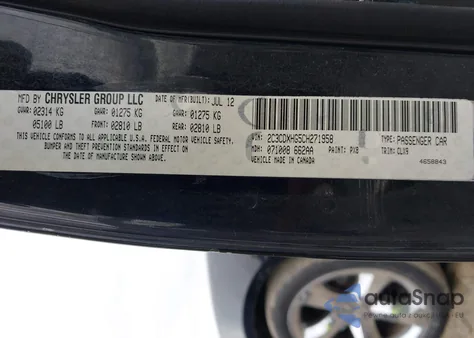 MFD BY CHRYSLER GROUP LLC DATE OF MFR(BUILT): JUL 12
GVWR: 02314 KG GAWR: 01275 KG GAWR: 01275 KG
05100 LB FRONT: 02810 LB REAR: 02810 LB
THIS VEHICLE CONFORMS TO ALL APPLICABLE U.S.A. FEDERAL MOTOR VEHICLE SAFETY,
BUMPER AND THEFT PREVENTION STANDARDS IN EFFECT ON
THE DATE OF MANUFACTURE SHOWN ABOVE.
VIN: 2C3CDXHG5CH271958 TYPE: PASSENGER CAR
MDH: 071008 662AA PAINT: PX8 TRIM: CLX9
VEHICLE MADE IN CANADA 4658843
autoSnap